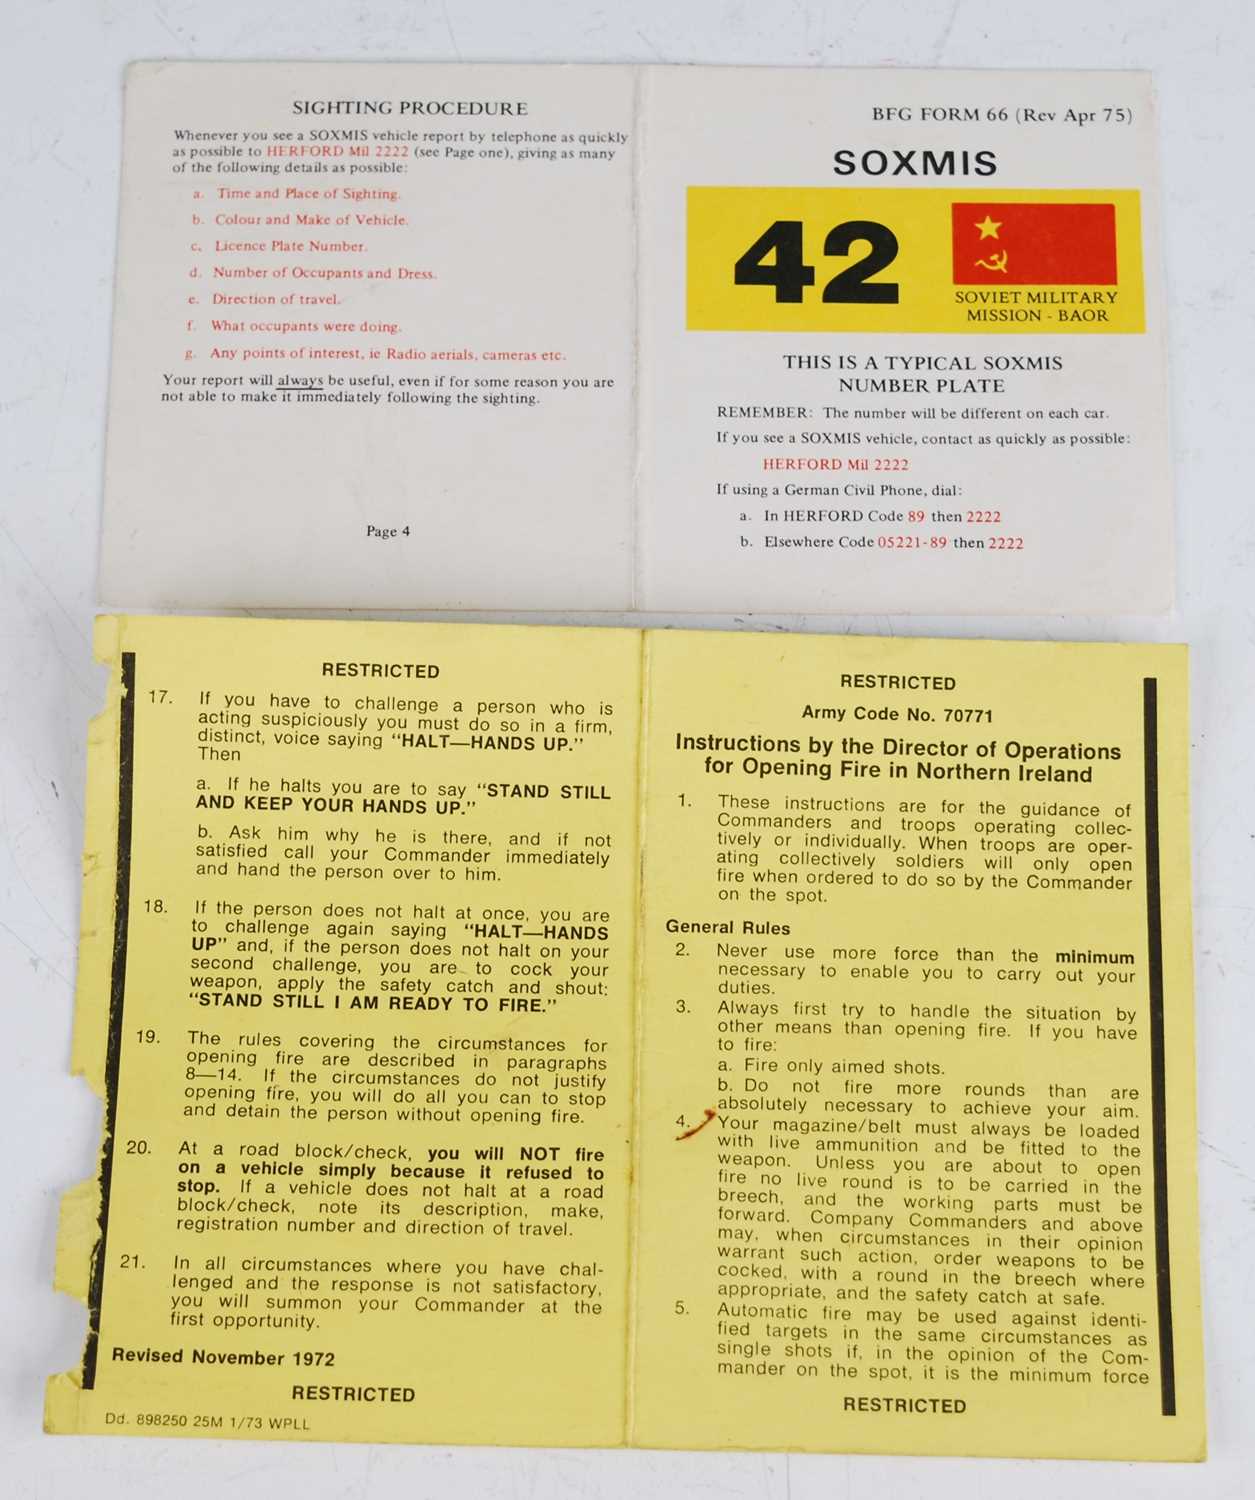 SIGHTING PROCEDURE
Whenever you see a SOXMIS vehicle report by telephone as quickly
as possible to HERFORD Mil 2222 (see Page one), giving as many
of the following details as possible:
a. Time and Place of Sighting.
b. Colour and Make of Vehicle.
c. Licence Plate Number.
d. Number of Occupants and Dress.
e. Direction of travel.
f. What occupants were doing.
g. Any points of interest, ie Radio aerials, cameras etc.
Your report will always be useful, even if for some reason you are
not able to make it immediately following the sighting.
Page 4
BFG FORM 66 (Rev Apr 75)
SOXMIS
42
SOVIET MILITARY
MISSION - BAOR
THIS IS A TYPICAL SOXMIS
NUMBER PLATE
REMEMBER: The number will be different on each car.
If you see a SOXMIS vehicle, contact as quickly as possible:
HERFORD Mil 2222
If using a German Civil Phone, dial:
a. In HERFORD Code 89 then 2222
b. Elsewhere Code 05221-89 then 2222
RESTRICTED
17. If you have to challenge a person who is
acting suspiciously you must do so in a firm,
distinct, voice saying "HALT—HANDS UP."
Then
a. If he halts you are to say "STAND STILL
AND KEEP YOUR HANDS UP."
b. Ask him why he is there, and if not
satisfied call your Commander immediately
and hand the person over to him.
18. If the person does not halt at once, you are
to challenge again saying "HALT—HANDS
UP" and, if the person does not halt on your
second challenge, you are to cock your
weapon, apply the safety catch and shout:
"STAND STILL I AM READY TO FIRE."
19. The rules covering the circumstances for
opening fire are described in paragraphs
8—14. If the circumstances do not justify
opening fire, you will do all you can to stop
and detain the person without opening fire.
20. At a road block/check, you will NOT fire
on a vehicle simply because it refused to
stop. If a vehicle does not halt at a road
block/check, note its description, make,
registration number and direction of travel.
21. In all circumstances where you have chal-
lenged and the response is not satisfactory,
you will summon your Commander at the
first opportunity.
Revised November 1972
RESTRICTED
Dd. 898250 25M 1/73 WPLL
RESTRICTED
Army Code No. 70771
Instructions by the Director of Operations
for Opening Fire in Northern Ireland
1. These instructions are for the guidance of
Commanders and troops operating collec-
tively or individually. When troops are oper-
ating collectively soldiers will only open
fire when ordered to do so by the Commander
on the spot.
General Rules
2. Never use more force than the minimum
necessary to enable you to carry out your
duties.
3. Always first try to handle the situation by
other means than opening fire. If you have
to fire:
a. Fire only aimed shots.
b. Do not fire more rounds than are
absolutely necessary to achieve your aim.
4. Your magazine/belt must always be loaded
with live ammunition and be fitted to the
weapon. Unless you are about to open
fire no live round is to be carried in the
breech, and the working parts must be
forward. Company Commanders and above
may, when circumstances in their opinion
warrant such action, order weapons to be
cocked, with a round in the breech where
appropriate, and the safety catch at safe.
5. Automatic fire may be used against identi-
fied targets in the same circumstances as
single shots if, in the opinion of the Com-
mander on the spot, it is the minimum force
RESTRICTED